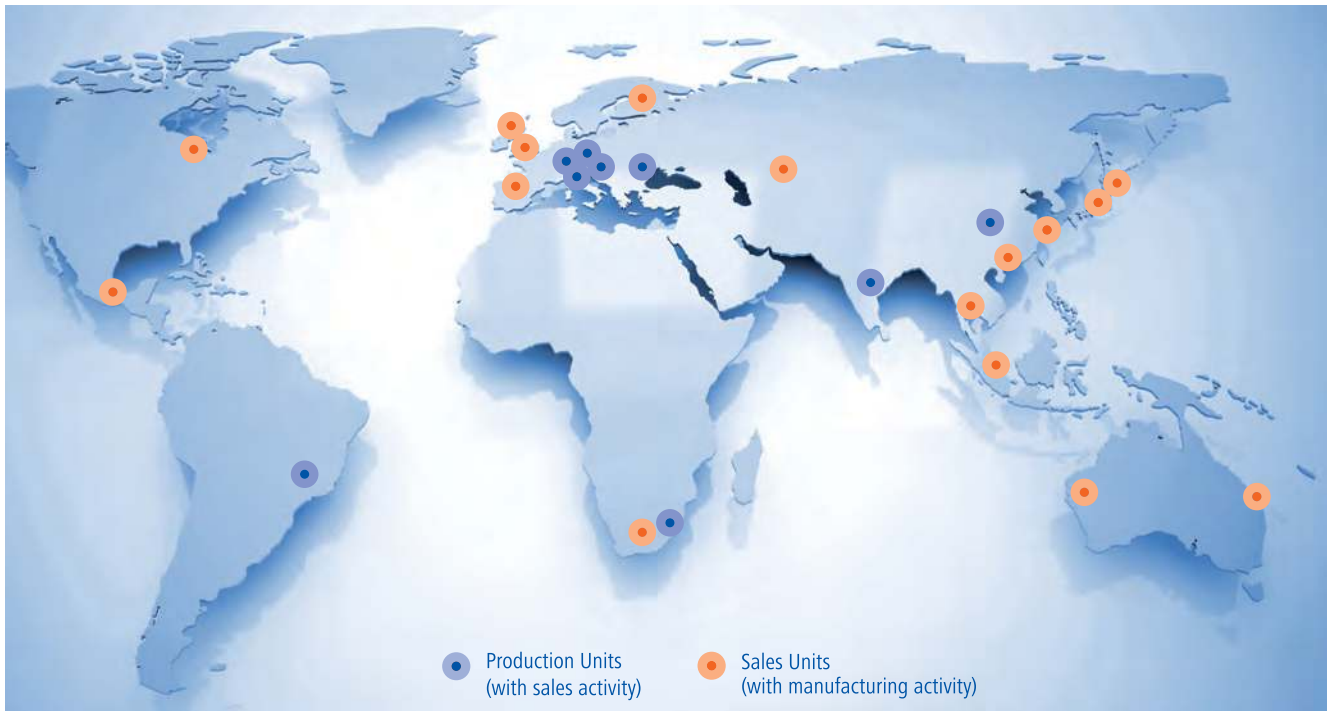 Production Units
(with sales activity)
Sales Units
(with manufacturing activity)